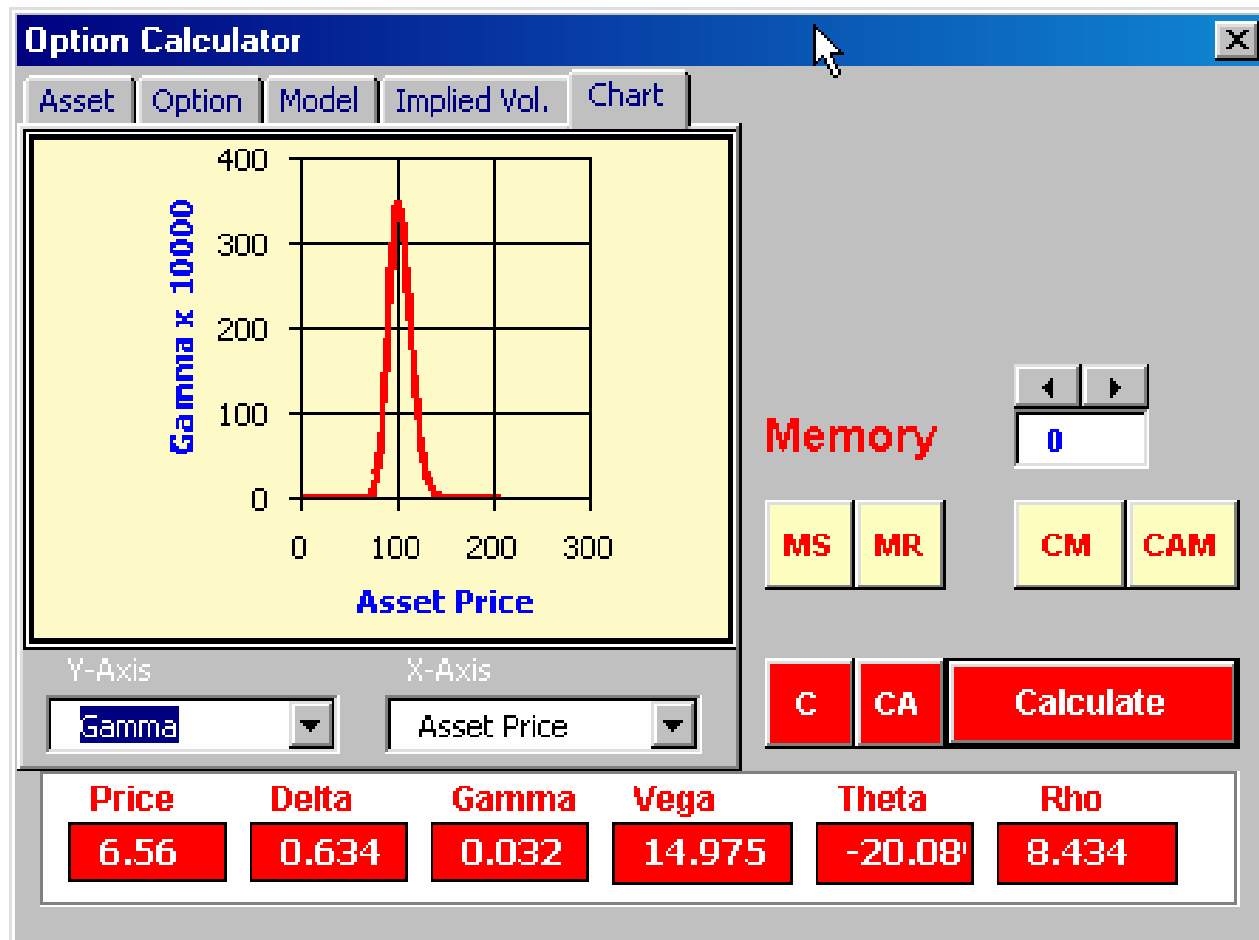 Option Calculator
Asset Option Model Implied Vol. Chart
400
300
200
100
0
Gamma x 10000
0 100 200 300
Asset Price
Memory
0
MS MR CM CAM
Y-Axis X-Axis
Gamma Asset Price
C CA Calculate
Price Delta Gamma Vega Theta Rho
6.56 0.634 0.032 14.975 -20.08 8.434